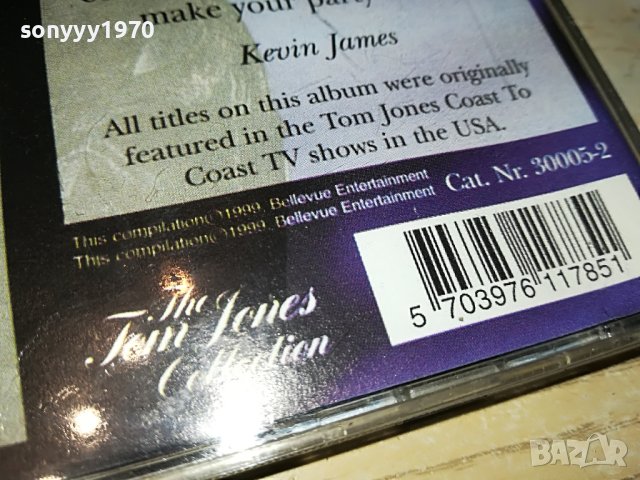 sonyyy1970
make your party
Kevin James
All titles on this album were originally
featured in the Tom Jones Coast To
Coast TV shows in the USA.
This compilation© 1999. Bellevue Entertainment
This compilation© 1999. Bellevue Entertainment
Cat. Nr. 30005-2
5 703976 117851
The
Tom Jones
Collection
BAZAR